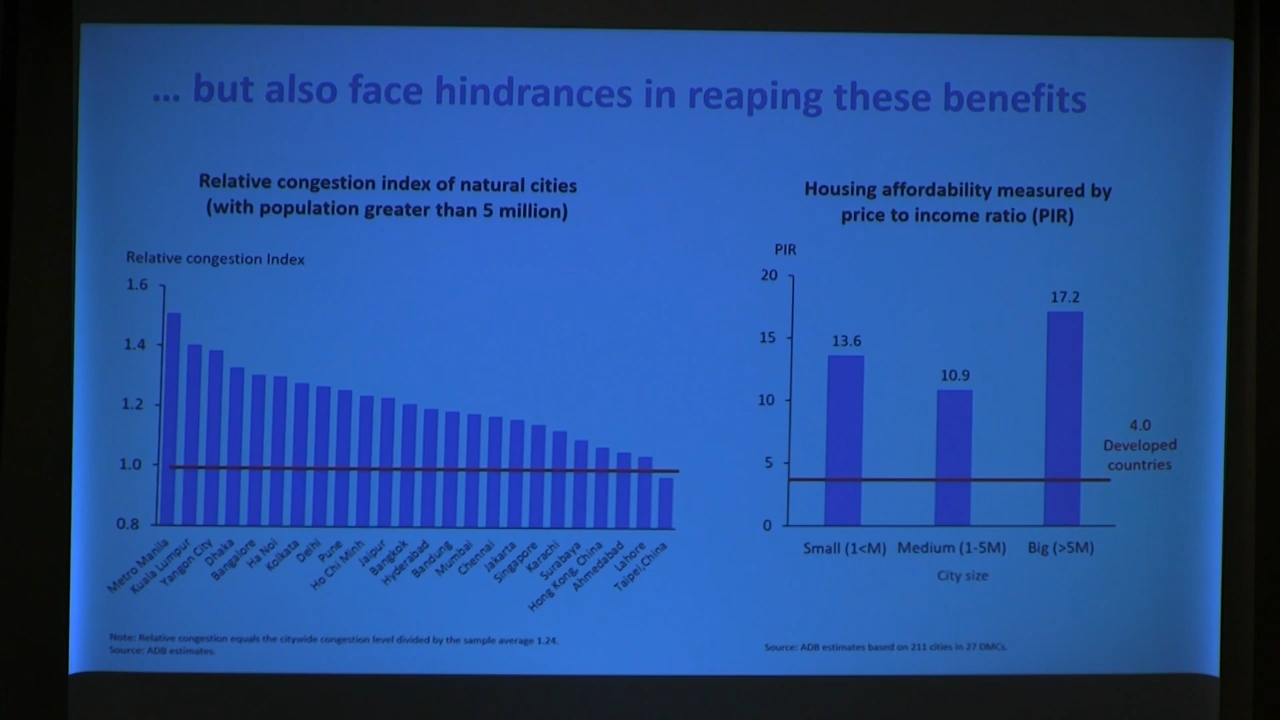 ... but also face hindrances in reaping these benefits
Relative congestion index of natural cities
(with population greater than 5 million)
Relative congestion Index
1.6
1.4
1.2
1.0
0.8
Metro Manila
Kuala Lumpur
Yangon City
Dhaka
Bangalore
Ha Noi
Kolkata
Delhi
Pune
Ho Chi Minh
Jaipur
Bangkok
Hyderabad
Bandung
Mumbai
Chennai
Jakarta
Singapore
Karachi
Surabaya
Hong Kong, China
Ahmedabad
Lahore
Taipei,China
Note: Relative congestion equals the citywide congestion level divided by the sample average 1.24.
Source: ADB estimates.
Housing affordability measured by
price to income ratio (PIR)
PIR
20
15
10
5
0
13.6
10.9
17.2
4.0
Developed
countries
Small (1<M) Medium (1-5M) Big (>5M)
City size
Source: ADB estimates based on 211 cities in 27 DMCs.